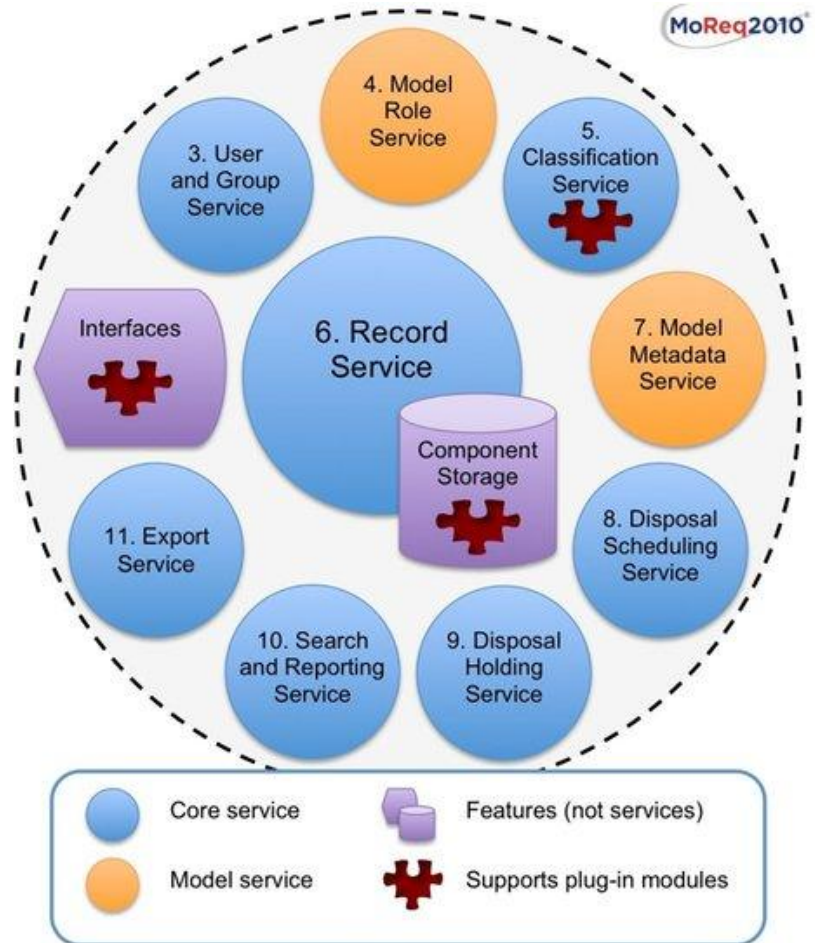 MoReq2010®
4. Model
Role
Service
3. User
and Group
Service
5.
Classification
Service
Interfaces
6. Record
Service
7. Model
Metadata
Service
Component
Storage
11. Export
Service
8. Disposal
Scheduling
Service
10. Search
and Reporting
Service
9. Disposal
Holding
Service
Core service
Features (not services)
Model service
Supports plug-in modules